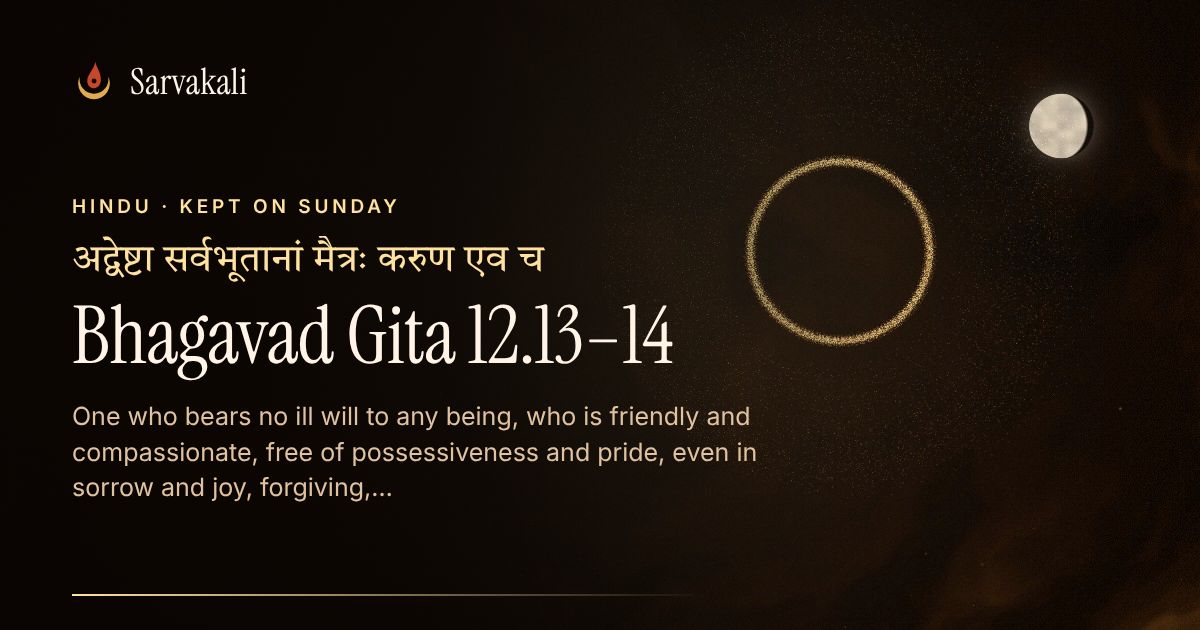 Sarvakali
HINDU · KEPT ON SUNDAY
अद्वेष्टा सर्वभूतानां मैत्रः करुण एव च
Bhagavad Gita 12.13–14
One who bears no ill will to any being, who is friendly and
compassionate, free of possessiveness and pride, even in
sorrow and joy, forgiving,...